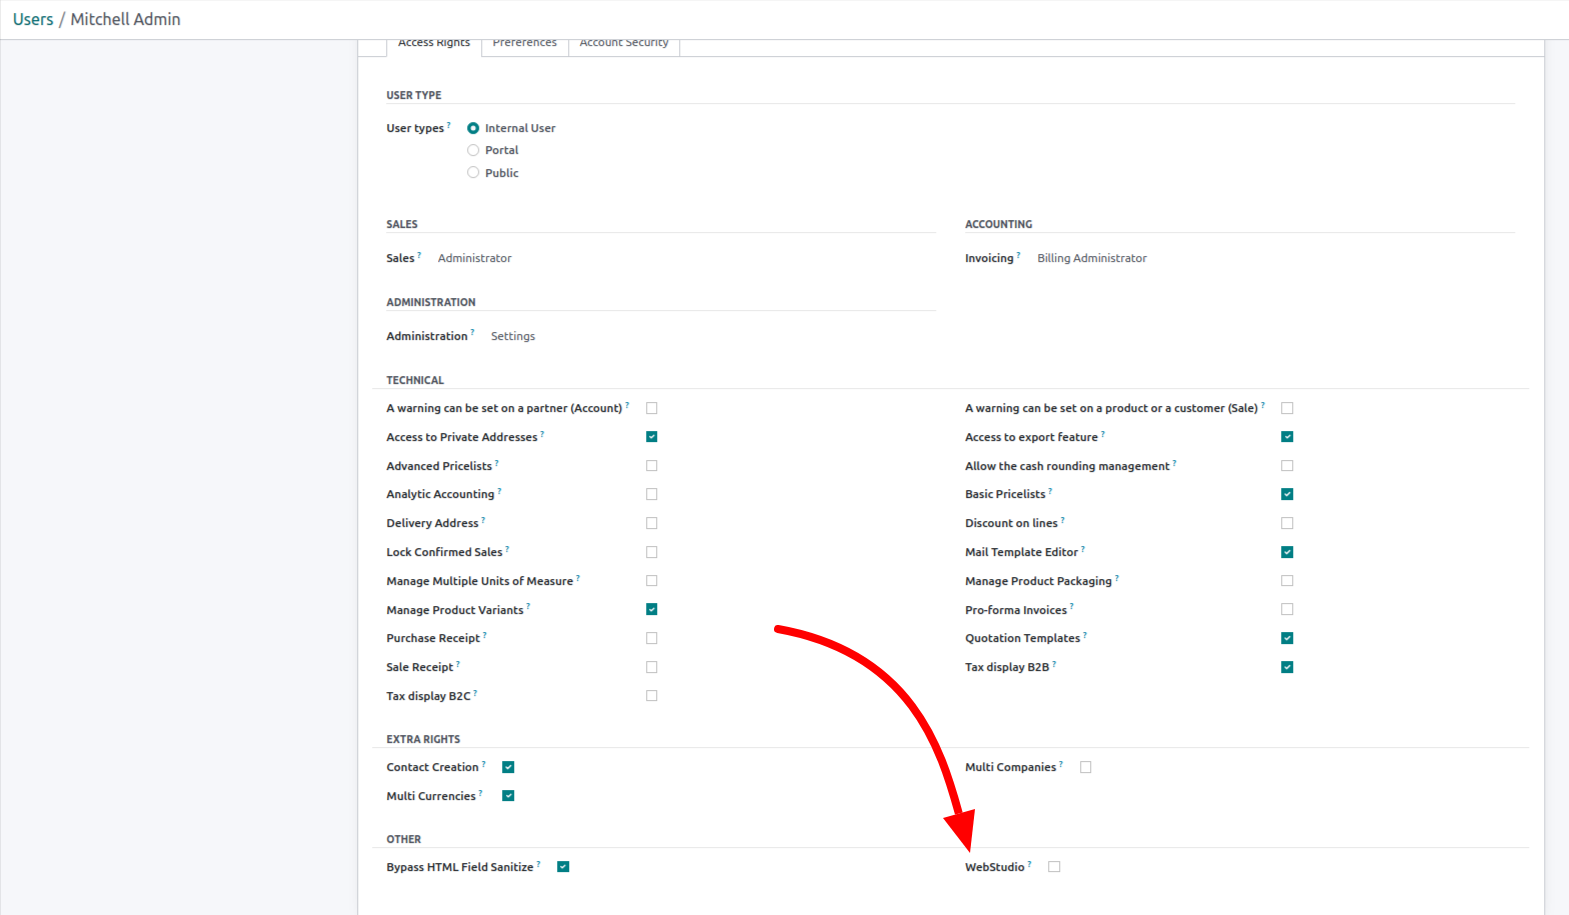 Users / Mitchell Admin
Access Rights Preferences Account Security
USER TYPE
User types ? Internal User
Portal
Public
SALES ACCOUNTING
Sales ? Administrator Invoicing ? Billing Administrator
ADMINISTRATION
Administration ? Settings
TECHNICAL
A warning can be set on a partner (Account) ? A warning can be set on a product or a customer (Sale) ?
Access to Private Addresses ? Access to export feature ?
Advanced Pricelists ? Allow the cash rounding management ?
Analytic Accounting ? Basic Pricelists ?
Delivery Address ? Discount on lines ?
Lock Confirmed Sales ? Mail Template Editor ?
Manage Multiple Units of Measure ? Manage Product Packaging ?
Manage Product Variants ? Pro-forma Invoices ?
Purchase Receipt ? Quotation Templates ?
Sale Receipt ? Tax display B2B ?
Tax display B2C ?
EXTRA RIGHTS
Contact Creation ? Multi Companies ?
Multi Currencies ?
OTHER
Bypass HTML Field Sanitize ? WebStudio ?